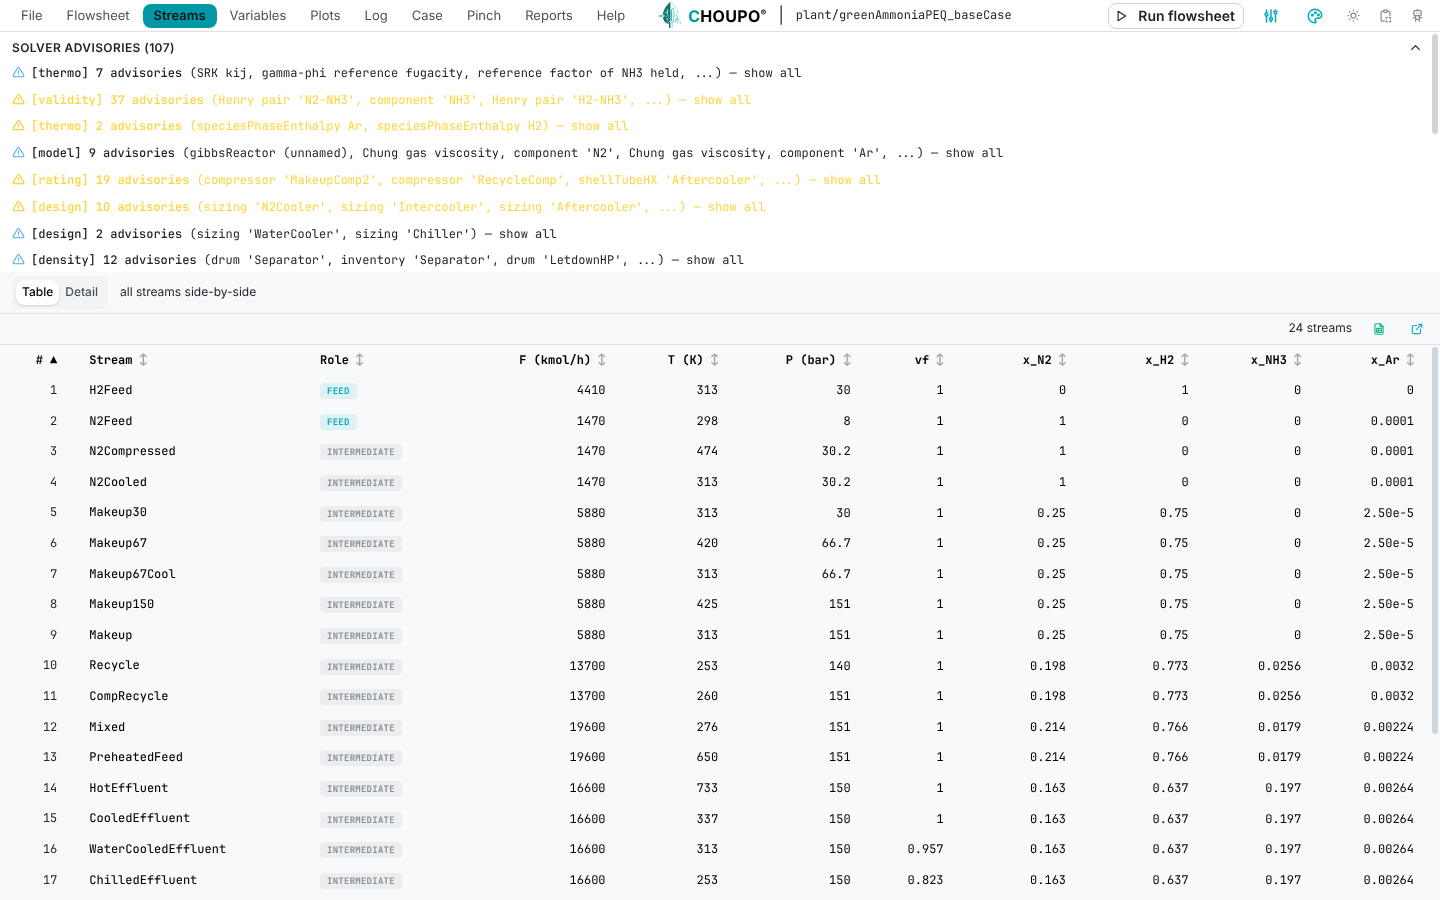 File Flowsheet Streams Variables Plots Log Case Pinch Reports Help CHOUPO® plant/greenAmmoniaPEQ_baseCase Run flowsheet
SOLVER ADVISORIES (107)
[thermo] 7 advisories (SRK kij, gamma-phi reference fugacity, reference factor of NH3 held, ...) — show all
[validity] 37 advisories (Henry pair 'N2-NH3', component 'NH3', Henry pair 'H2-NH3', ...) — show all
[thermo] 2 advisories (speciesPhaseEnthalpy Ar, speciesPhaseEnthalpy H2) — show all
[model] 9 advisories (gibbsReactor (unnamed), Chung gas viscosity, component 'N2', Chung gas viscosity, component 'Ar', ...) — show all
[rating] 19 advisories (compressor 'MakeupComp2', compressor 'RecycleComp', shellTubeHX 'Aftercooler', ...) — show all
[design] 10 advisories (sizing 'N2Cooler', sizing 'Intercooler', sizing 'Aftercooler', ...) — show all
[design] 2 advisories (sizing 'WaterCooler', sizing 'Chiller') — show all
[density] 12 advisories (drum 'Separator', inventory 'Separator', drum 'LetdownHP', ...) — show all
Table Detail all streams side-by-side
24 streams
# ▲ Stream Role F (kmol/h) T (K) P (bar) vf x_N2 x_H2 x_NH3 x_Ar
1 H2Feed FEED 4410 313 30 1 0 1 0 0
2 N2Feed FEED 1470 298 8 1 1 0 0 0.0001
3 N2Compressed INTERMEDIATE 1470 474 30.2 1 1 0 0 0.0001
4 N2Cooled INTERMEDIATE 1470 313 30.2 1 1 0 0 0.0001
5 Makeup30 INTERMEDIATE 5880 313 30 1 0.25 0.75 0 2.50e-5
6 Makeup67 INTERMEDIATE 5880 420 66.7 1 0.25 0.75 0 2.50e-5
7 Makeup67Cool INTERMEDIATE 5880 313 66.7 1 0.25 0.75 0 2.50e-5
8 Makeup150 INTERMEDIATE 5880 425 151 1 0.25 0.75 0 2.50e-5
9 Makeup INTERMEDIATE 5880 313 151 1 0.25 0.75 0 2.50e-5
10 Recycle INTERMEDIATE 13700 253 140 1 0.198 0.773 0.0256 0.0032
11 CompRecycle INTERMEDIATE 13700 260 151 1 0.198 0.773 0.0256 0.0032
12 Mixed INTERMEDIATE 19600 276 151 1 0.214 0.766 0.0179 0.00224
13 PreheatedFeed INTERMEDIATE 19600 650 151 1 0.214 0.766 0.0179 0.00224
14 HotEffluent INTERMEDIATE 16600 733 150 1 0.163 0.637 0.197 0.00264
15 CooledEffluent INTERMEDIATE 16600 337 150 1 0.163 0.637 0.197 0.00264
16 WaterCooledEffluent INTERMEDIATE 16600 313 150 0.957 0.163 0.637 0.197 0.00264
17 ChilledEffluent INTERMEDIATE 16600 253 150 0.823 0.163 0.637 0.197 0.00264